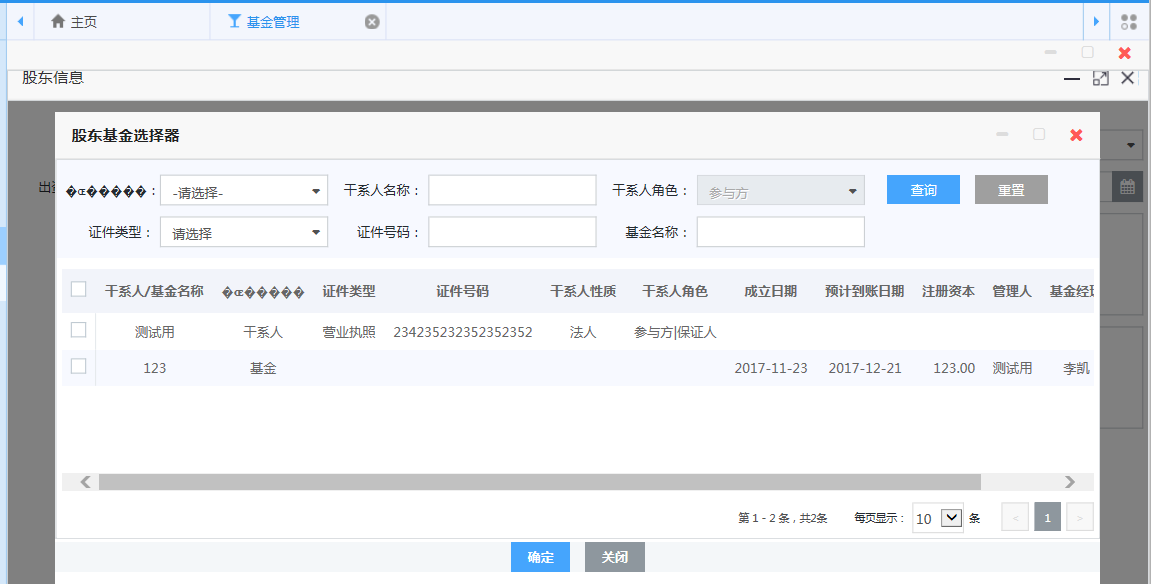 主页
基金管理
股东信息
股东基金选择器
出
�œ����� : -请选择- 干系人名称 : 干系人角色 : 参与方 查询 重置
证件类型 : 请选择 证件号码 : 基金名称 :
干系人/基金名称 �œ����� 证件类型 证件号码 干系人性质 干系人角色 成立日期 预计到账日期 注册资本 管理人 基金经
测试用 干系人 营业执照 234235232352352352 法人 参与方|保证人
123 基金 2017-11-23 2017-12-21 123.00 测试用 李凯
第 1 - 2 条 , 共2条 每页显示 : 10 条 < 1 >
确定 关闭